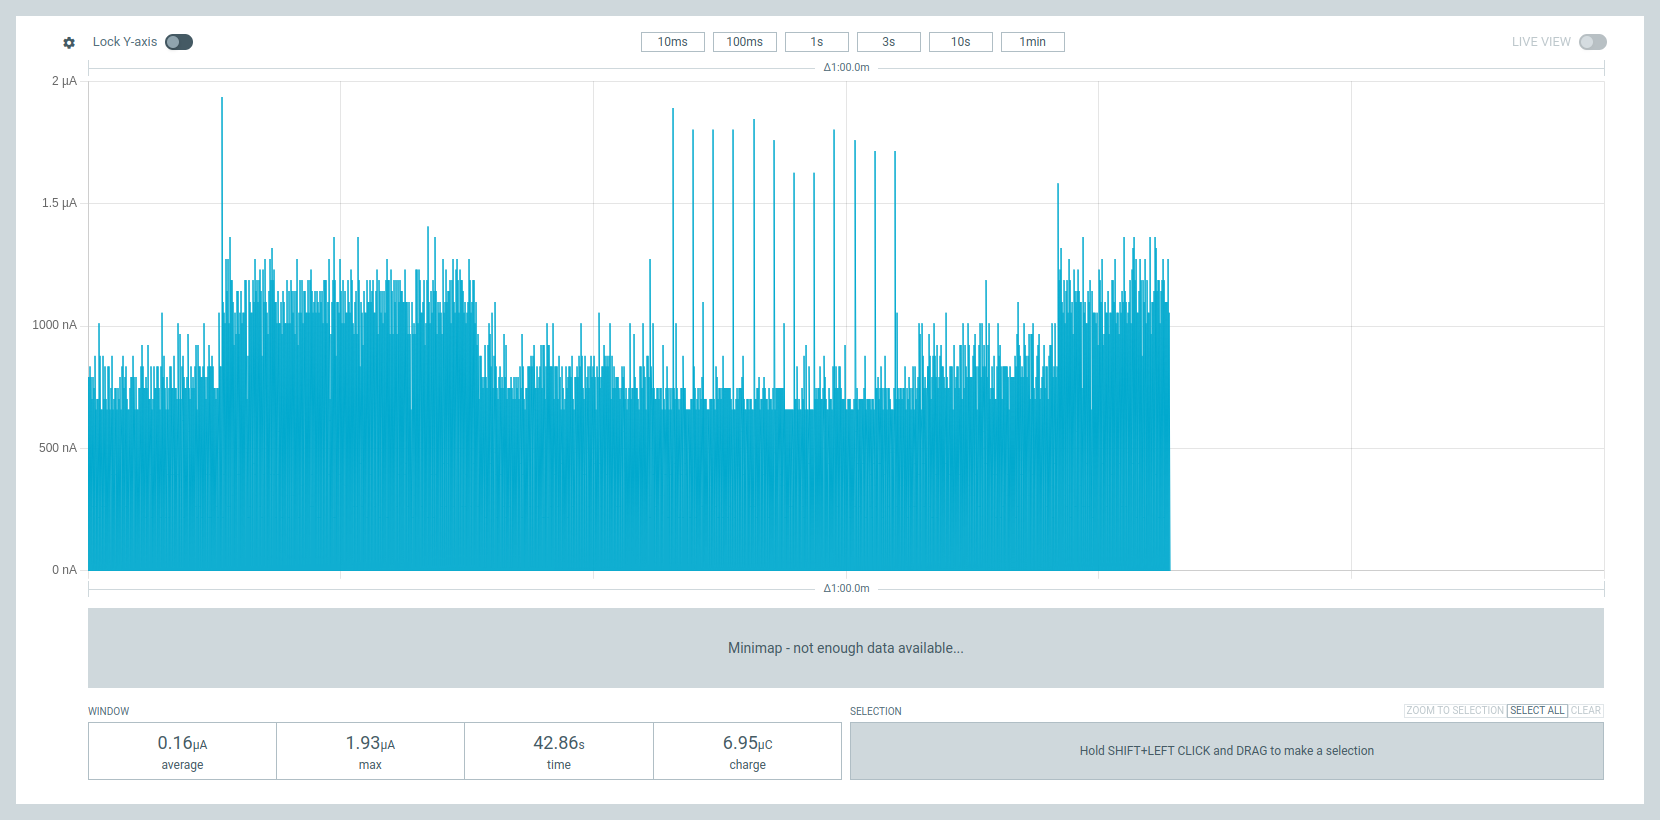 Lock Y-axis
10ms 100ms 1s 3s 10s 1min
LIVE VIEW
Δ1:00.0m
2 µA
1.5 µA
1000 nA
500 nA
0 nA
Δ1:00.0m
Minimap - not enough data available...
WINDOW
0.16µA 1.93µA 42.86s 6.95µC
average max time charge
SELECTION
ZOOM TO SELECTION SELECT ALL CLEAR
Hold SHIFT+LEFT CLICK and DRAG to make a selection